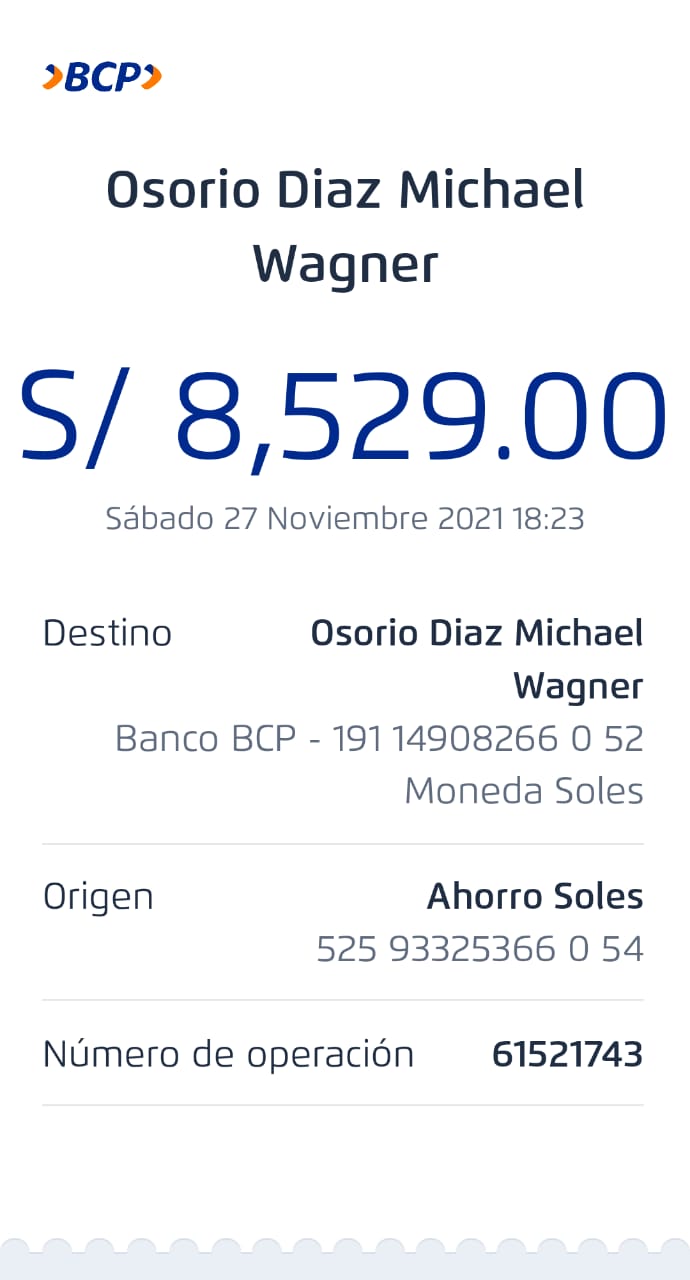 BCP
Osorio Diaz Michael
Wagner
S/ 8,529.00
Sábado 27 Noviembre 2021 18:23
Destino Osorio Diaz Michael
Wagner
Banco BCP - 191 14908266 0 52
Moneda Soles
Origen Ahorro Soles
525 93325366 0 54
Número de operación 61521743